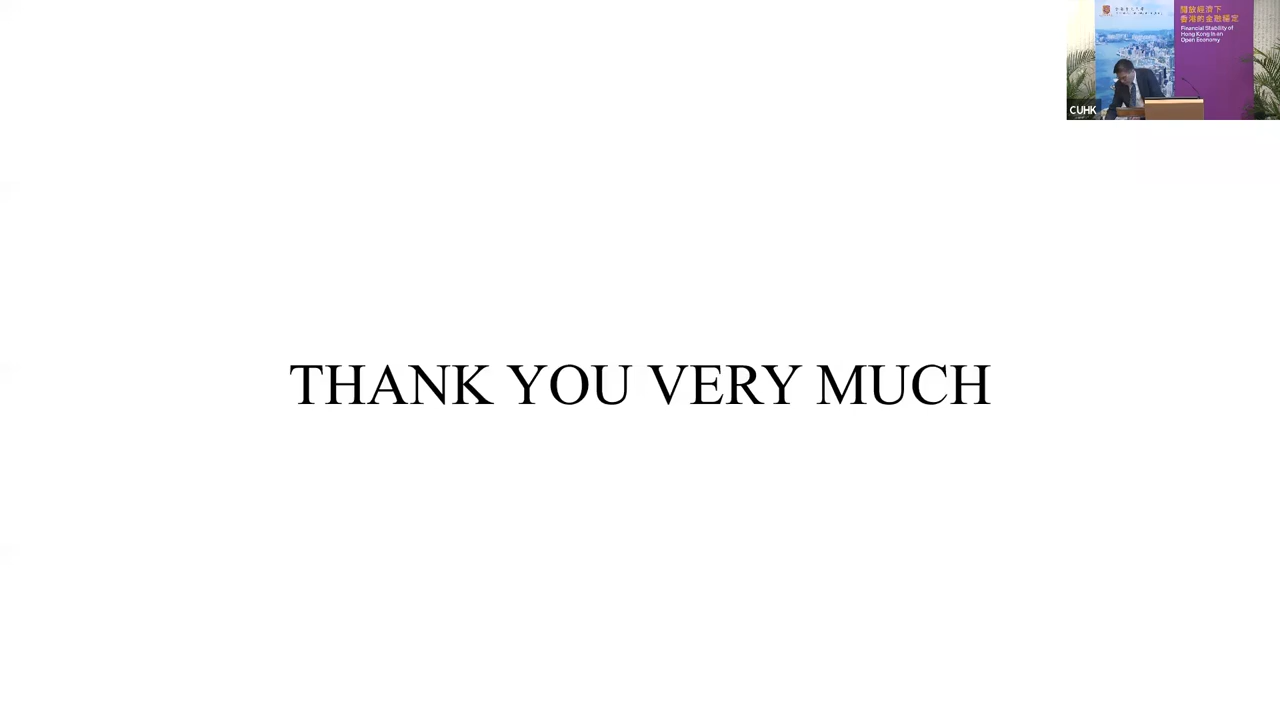 開放經濟下
香港的金融穩定
Financial Stability of
Hong Kong in an
Open Economy
CUHK
THANK YOU VERY MUCH